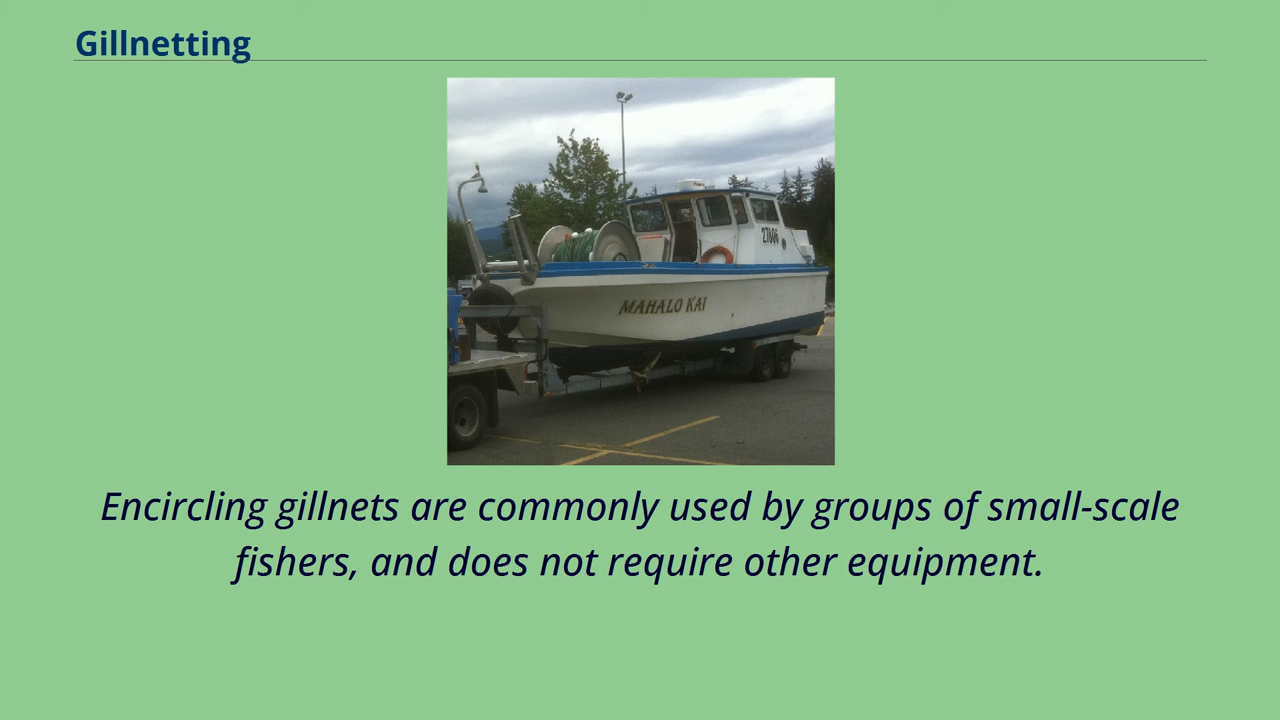 Gillnetting
27006
MAHALO KAI
Encircling gillnets are commonly used by groups of small-scale
fishers, and does not require other equipment.